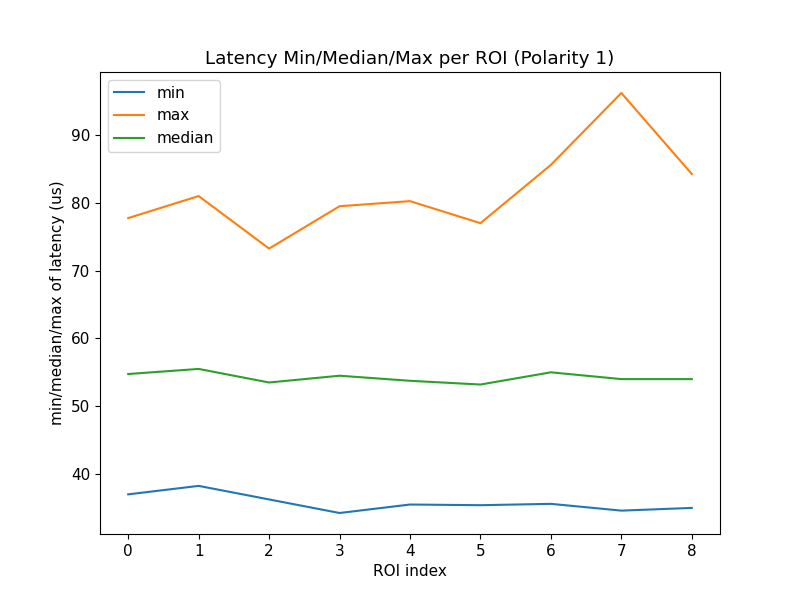 Latency Min/Median/Max per ROI (Polarity 1)
min
max
median
min/median/max of latency (us)
90
80
70
60
50
40
0 1 2 3 4 5 6 7 8
ROI index